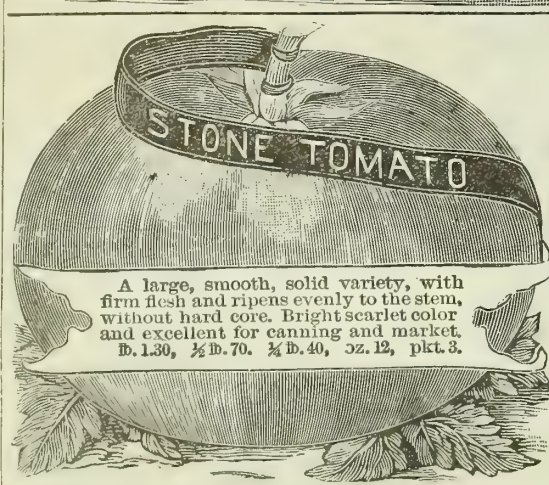 STONE TOMATO
A large, smooth, solid variety, with
firm flesh and ripens evenly to the stem,
without hard core. Bright scarlet color
and excellent for canning and market.
lb. 1.30, ½ lb. 70. ¼ lb. 40, oz. 12, pkt. 3.